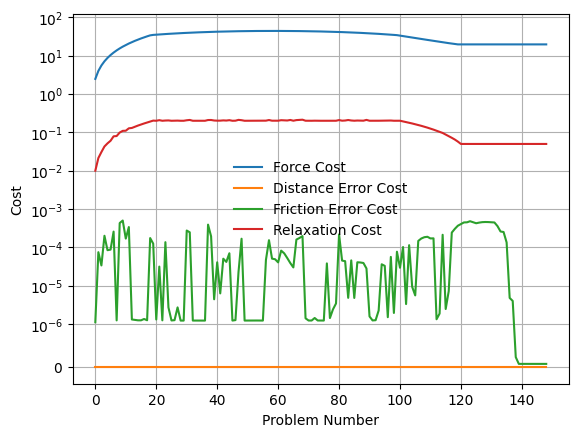 10²
10¹
10⁰
10⁻¹
10⁻²
10⁻³
10⁻⁴
10⁻⁵
10⁻⁶
0
Cost
Force Cost
Distance Error Cost
Friction Error Cost
Relaxation Cost
0 20 40 60 80 100 120 140
Problem Number